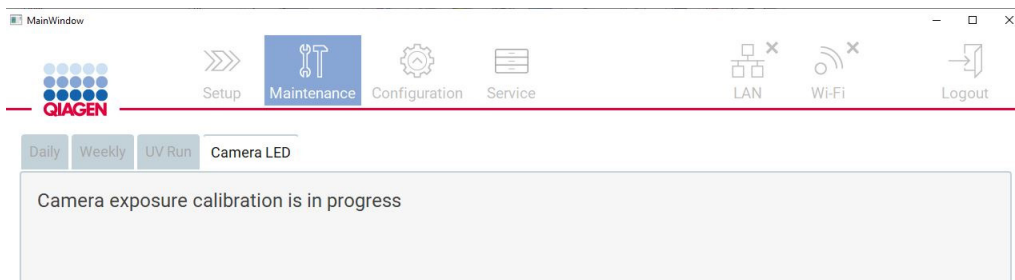 MainWindow
Setup Maintenance Configuration Service LAN Wi-Fi Logout
QIAGEN
Daily Weekly UV Run Camera LED
Camera exposure calibration is in progress